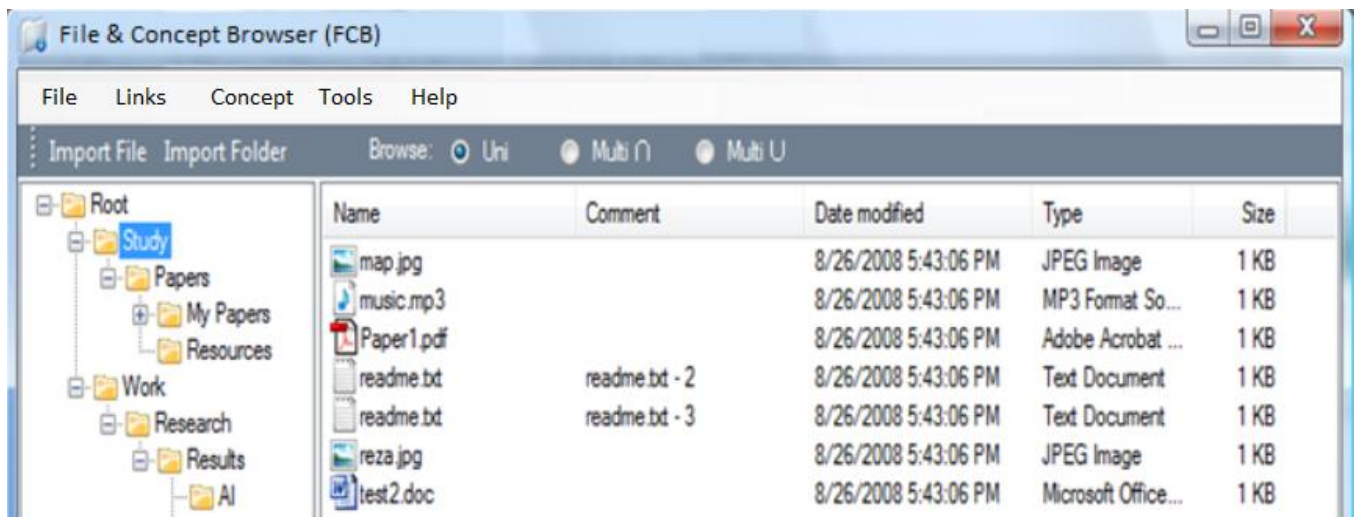 File & Concept Browser (FCB)
File Links Concept Tools Help
Import File Import Folder Browse: Uni Multi ∩ Multi U
Root
Study
Papers
My Papers
Resources
Work
Research
Results
AI
Name Comment Date modified Type Size
map.jpg 8/26/2008 5:43:06 PM JPEG Image 1 KB
music.mp3 8/26/2008 5:43:06 PM MP3 Format So... 1 KB
Paper1.pdf 8/26/2008 5:43:06 PM Adobe Acrobat ... 1 KB
readme.txt readme.txt - 2 8/26/2008 5:43:06 PM Text Document 1 KB
readme.txt readme.txt - 3 8/26/2008 5:43:06 PM Text Document 1 KB
reza.jpg 8/26/2008 5:43:06 PM JPEG Image 1 KB
test2.doc 8/26/2008 5:43:06 PM Microsoft Office... 1 KB